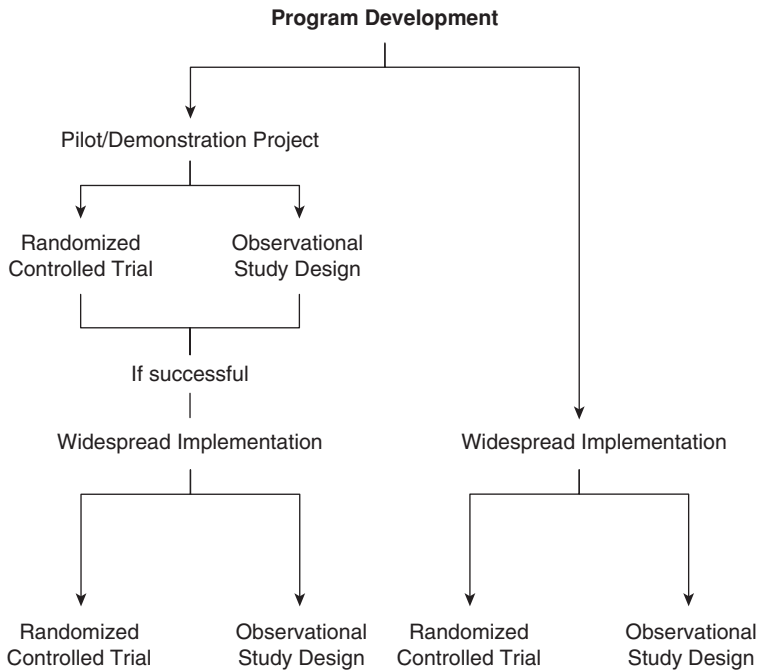 Program Development
Pilot/Demonstration Project
Randomized
Controlled Trial
Observational
Study Design
If successful
Widespread Implementation
Widespread Implementation
Randomized
Controlled Trial
Observational
Study Design
Randomized
Controlled Trial
Observational
Study Design